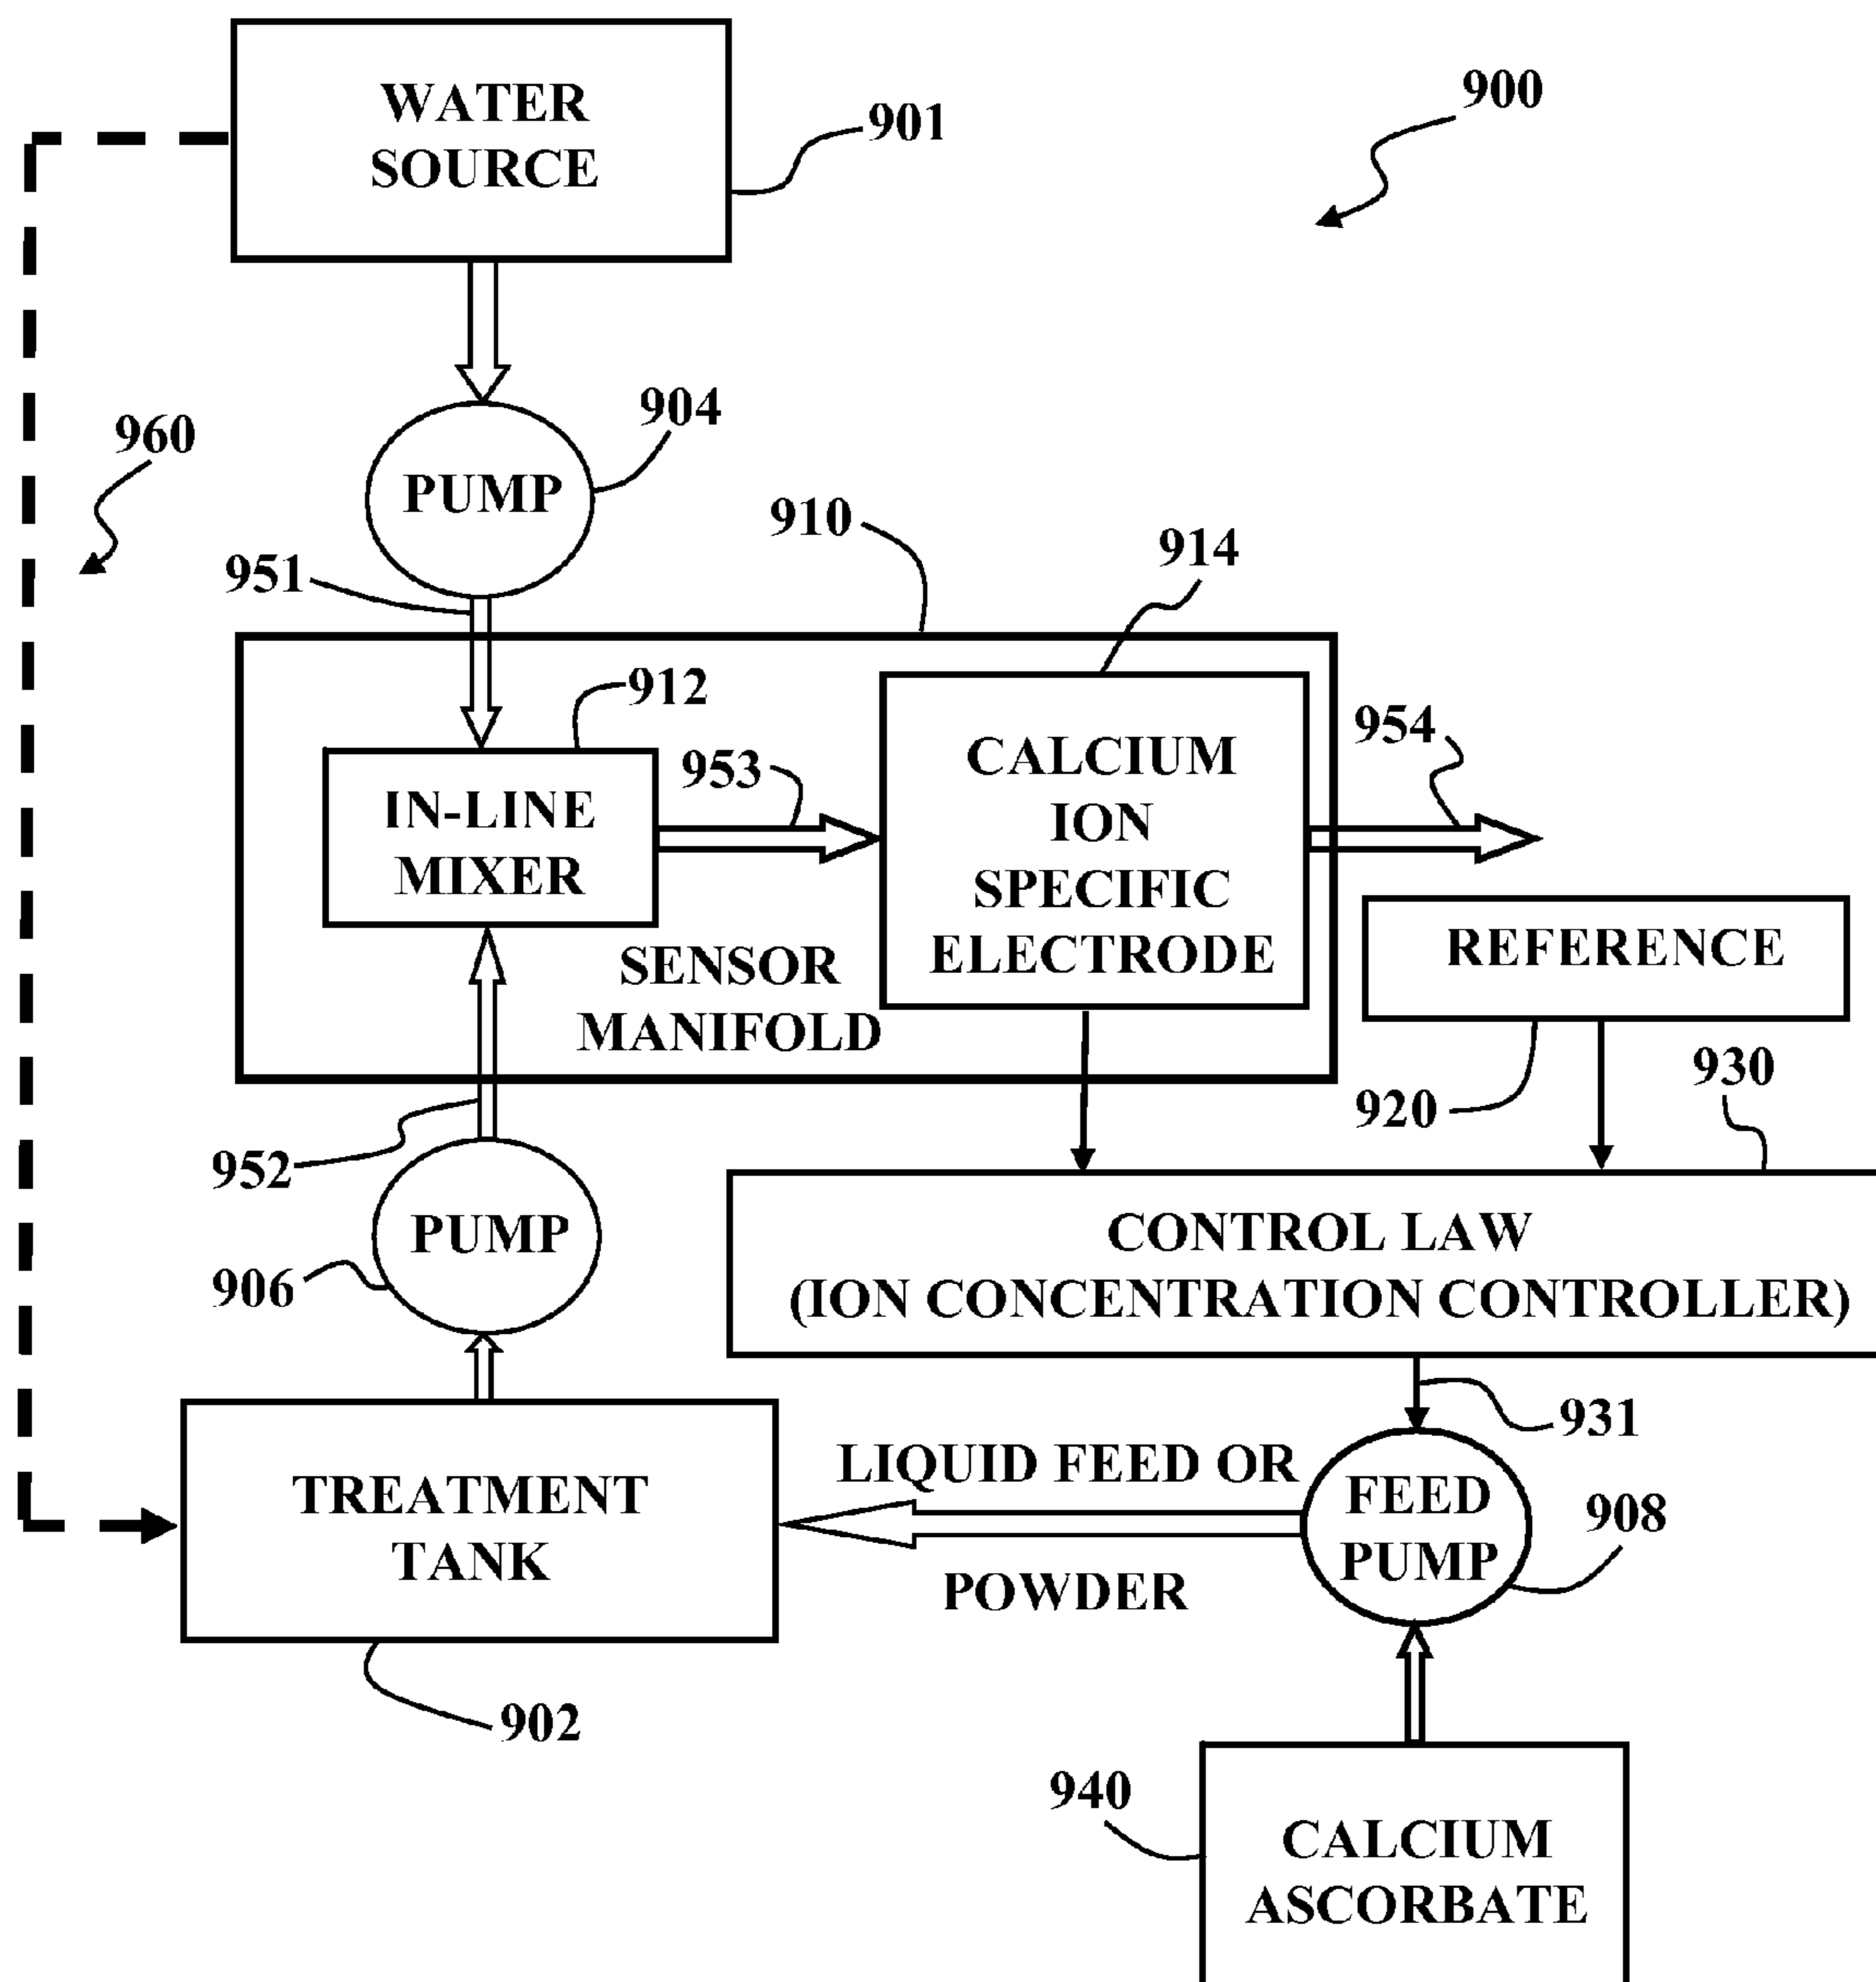 WATER
SOURCE
901
900
904
PUMP
960
910
914
951
912
954
953
CALCIUM
ION
SPECIFIC
ELECTRODE
IN-LINE
MIXER
REFERENCE
SENSOR
MANIFOLD
930
920
952
PUMP
CONTROL LAW
(ION CONCENTRATION CONTROLLER)
906
931
LIQUID FEED OR
POWDER
FEED
PUMP
908
TREATMENT
TANK
902
940
CALCIUM
ASCORBATE